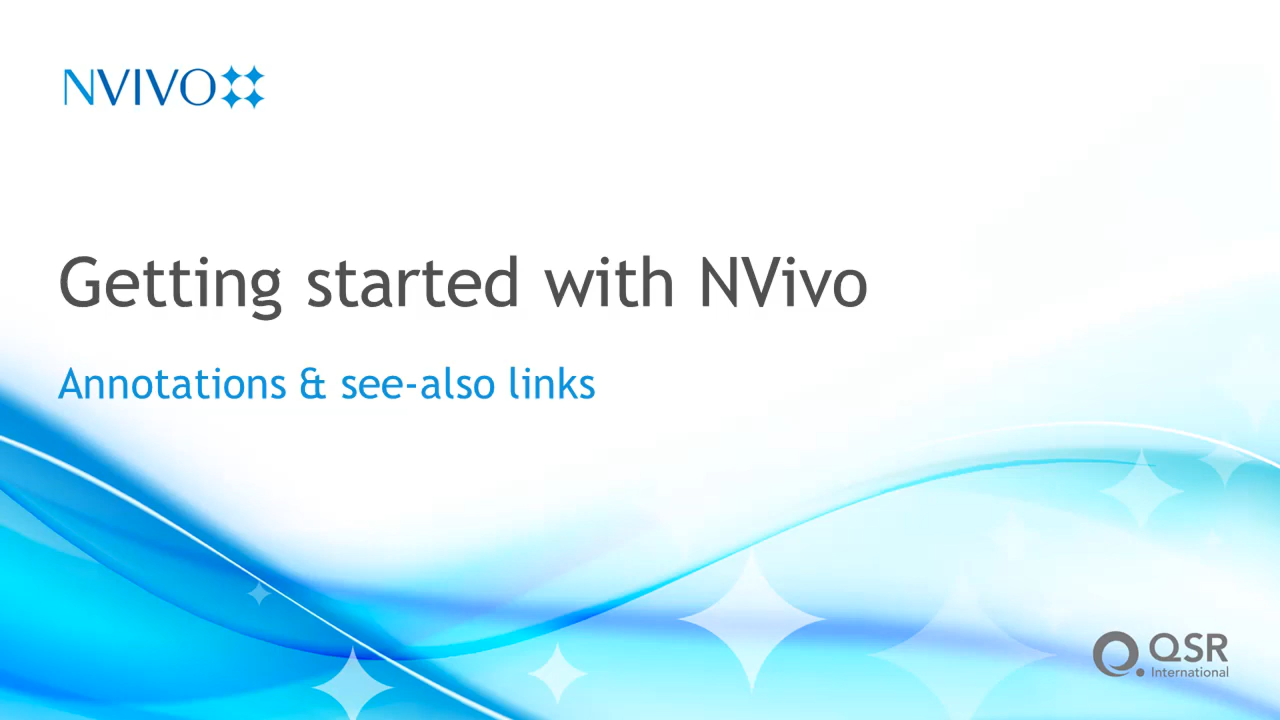 NVIVO
Getting started with NVivo
Annotations & see-also links
QSR
International